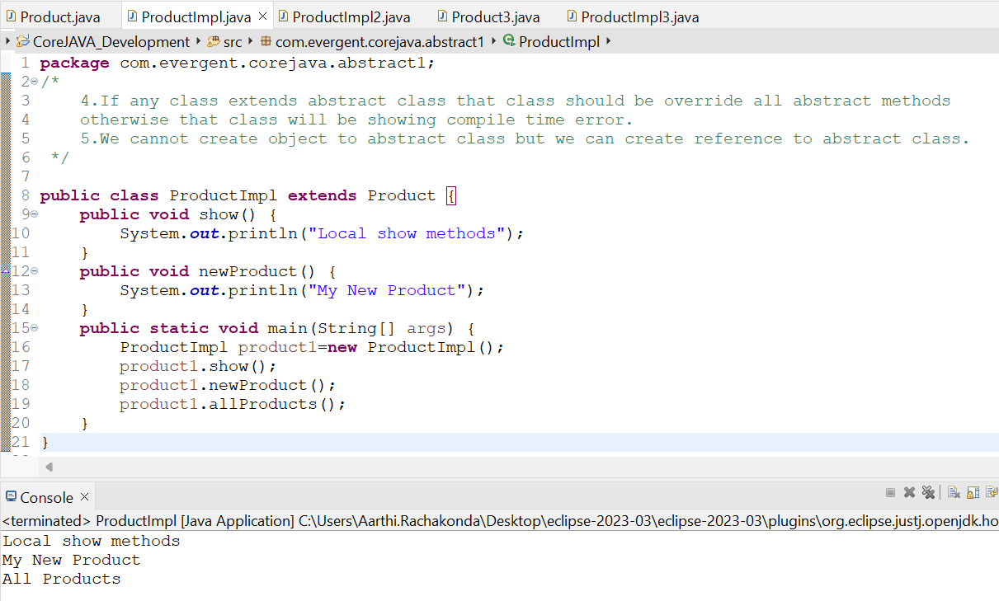 Product.java ProductImpl.java ProductImpl2.java Product3.java ProductImpl3.java
CoreJAVA_Development src com.evergent.corejava.abstract1 ProductImpl
1 package com.evergent.corejava.abstract1;
2 /*
3 4.If any class extends abstract class that class should be override all abstract methods
4 otherwise that class will be showing compile time error.
5 5.We cannot create object to abstract class but we can create reference to abstract class.
6 */
7
8 public class ProductImpl extends Product {
9 public void show() {
10 System.out.println("Local show methods");
11 }
12 public void newProduct() {
13 System.out.println("My New Product");
14 }
15 public static void main(String[] args) {
16 ProductImpl product1=new ProductImpl();
17 product1.show();
18 product1.newProduct();
19 product1.allProducts();
20 }
21 }
Console
<terminated> ProductImpl [Java Application] C:\Users\Aarthi.Rachakonda\Desktop\eclipse-2023-03\eclipse-2023-03\plugins\org.eclipse.justj.openjdk.ho
Local show methods
My New Product
All Products